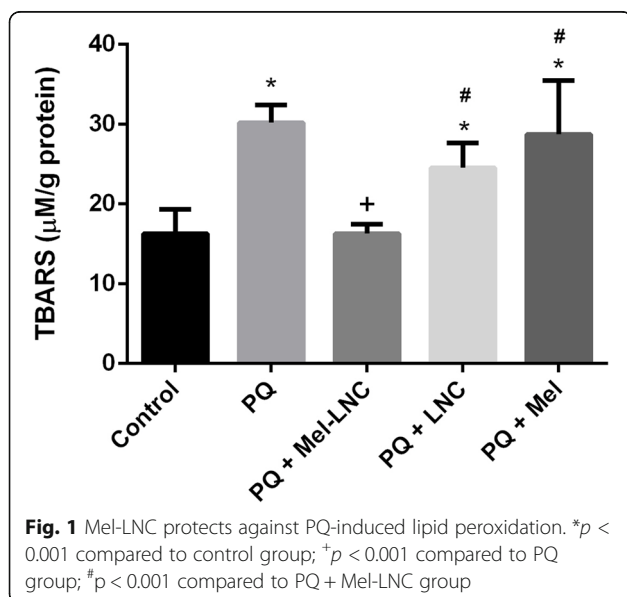 40
30
20
10
0
TBARS (μM/g protein)
*
+
#
*
#
*
Control
PQ
PQ + Mel-LNC
PQ + LNC
PQ + Mel
Fig. 1 Mel-LNC protects against PQ-induced lipid peroxidation. *p <
0.001 compared to control group; +p < 0.001 compared to PQ
group; #p < 0.001 compared to PQ + Mel-LNC group